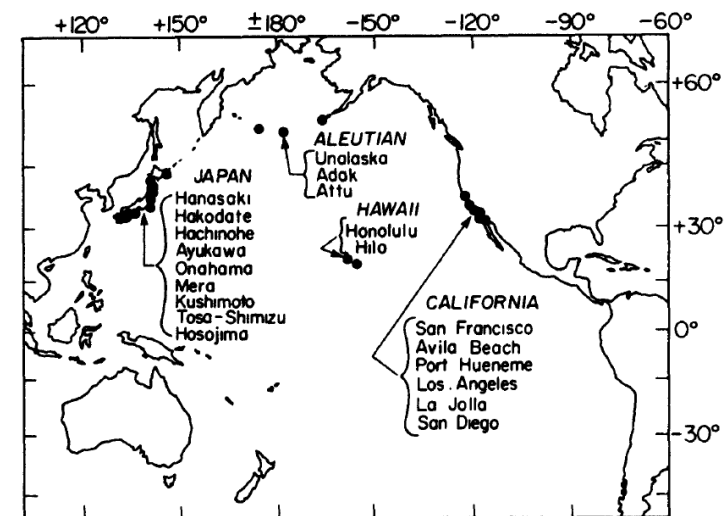 +120° +150° ±180° -150° -120° -90° -60°
+60°
ALEUTIAN
Unalaska
Adak
Attu
JAPAN
Hanasaki
Hakodate
Hachinohe
Ayukawa
Onahama
Mera
Kushimoto
Tosa-Shimizu
Hosojima
HAWAII
Honolulu
Hilo
+30°
CALIFORNIA
San Francisco
Avila Beach
Port Hueneme
Los.Angeles
La Jolla
San Diego
0°
-30°